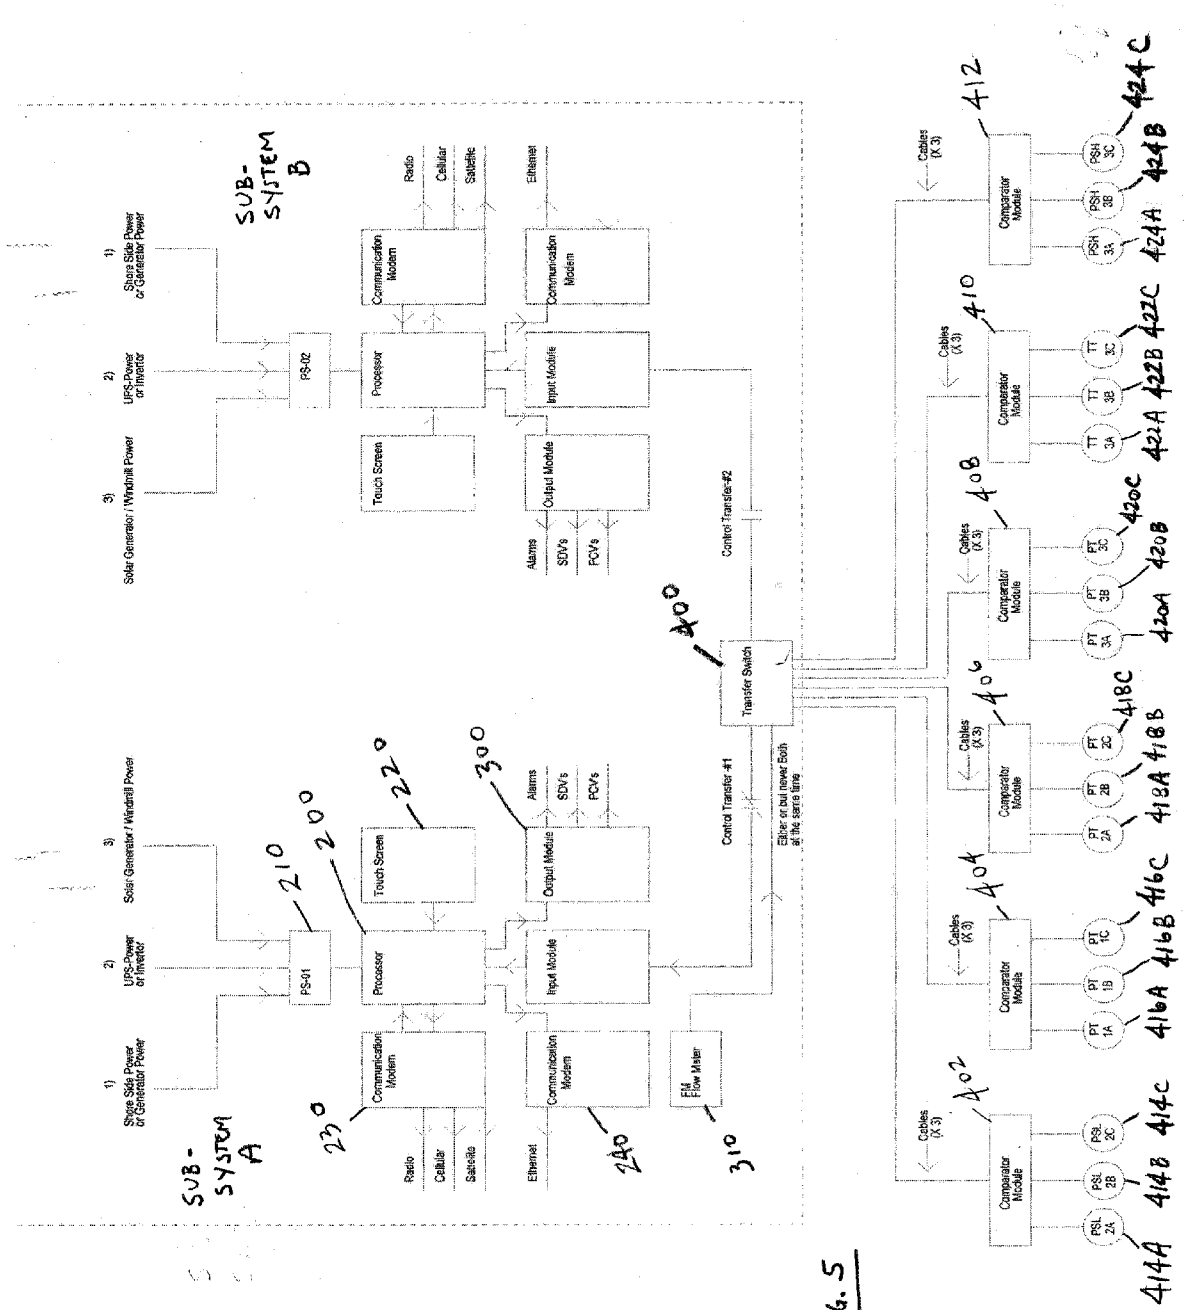 SUB-
SYSTEM
A
1)
Shore Side Power
or Generator Power
2)
UPS-Power
or Invertor
3)
Solar Generator / Windmill Power
PS-01
210
Processor
200
Touch Screen
220
Communication
Modem
230
Radio
Cellular
Sattelite
Communication
Modem
240
Ethernet
Input Module
Output Module
300
Alarms
SDV's
PCV's
FM
Flow Meter
310
Control Transfer-#1
Either or but never Both
at the same time
Transfer Switch
400
Control Transfer-#2
SUB-
SYSTEM
B
3)
Solar Generator / Windmill Power
2)
UPS-Power
or Invertor
1)
Shore Side Power
or Generator Power
PS-02
Touch Screen
Processor
Communication
Modem
Radio
Cellular
Sattelite
Output Module
Alarms
SDV's
PCV's
Input Module
Communication
Modem
Ethernet
Cables
(X 3)
Comparator
Module
402
PSL
2A
PSL
2B
PSL
2C
414A
414B
414C
Cables
(X 3)
Comparator
Module
404
PT
1A
PT
1B
PT
1C
416A
416B
416C
Cables
(X 3)
Comparator
Module
406
PT
2A
PT
2B
PT
2C
418A
418B
418C
Cables
(X 3)
Comparator
Module
408
PT
3A
PT
3B
PT
3C
420A
420B
420C
Cables
(X 3)
Comparator
Module
410
TT
3A
TT
3B
TT
3C
422A
422B
422C
Cables
(X 3)
Comparator
Module
412
PSH
3A
PSH
3B
PSH
3C
424A
424B
424C
G. 5